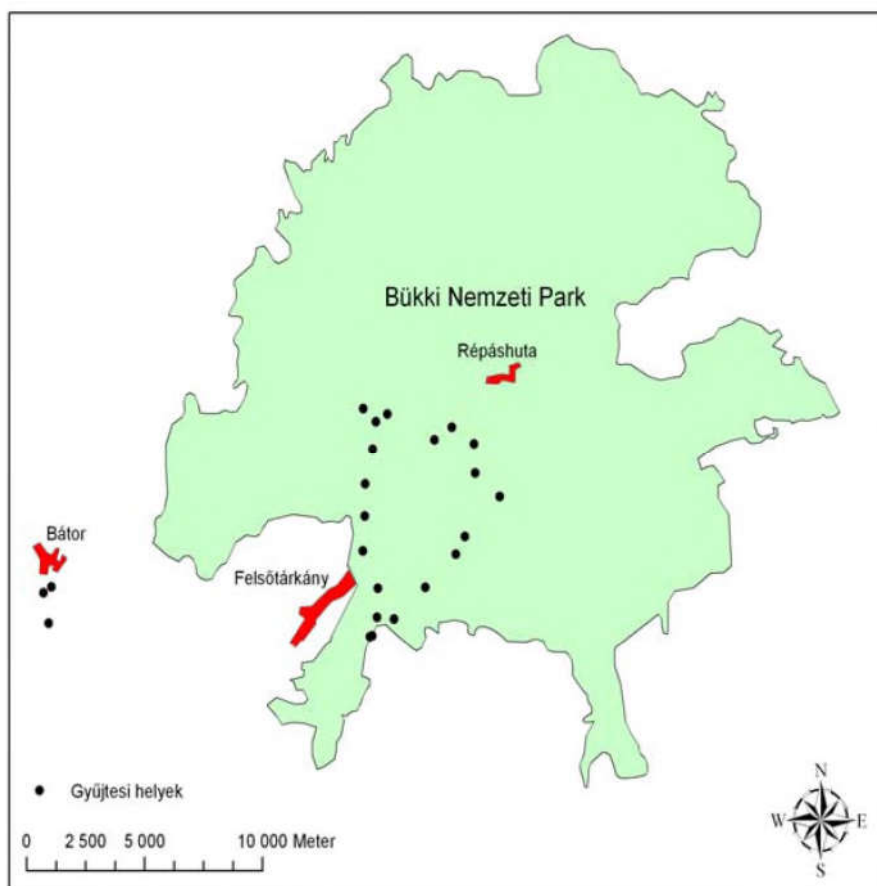 Bükki Nemzeti Park
Répáshuta
Bátor
Felsőtárkány
Gyűjtesi helyek
0 2 500 5 000 10 000 Meter
N
W E
S